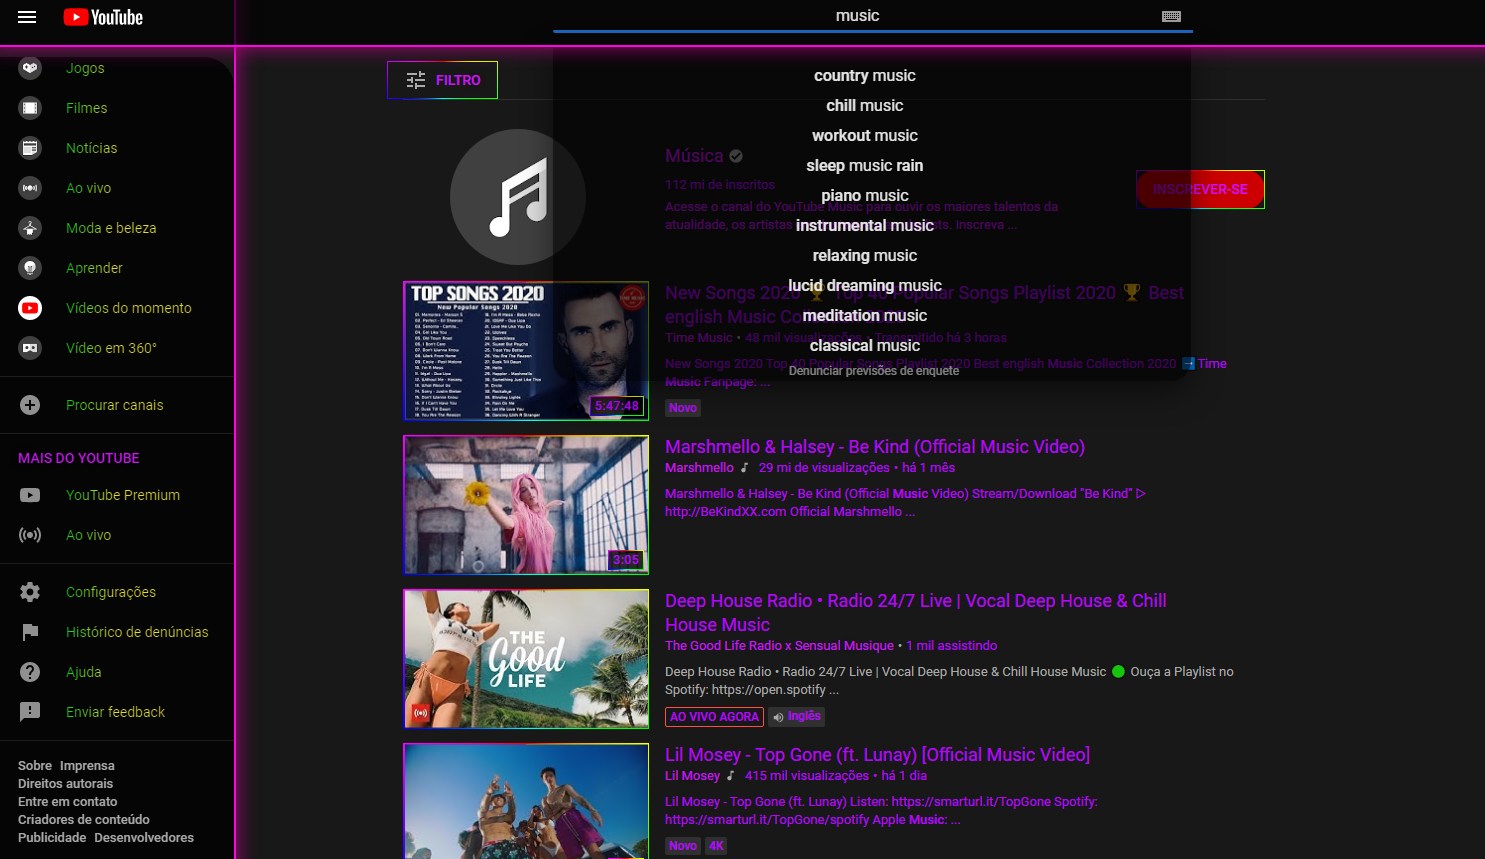 YouTube
music
Jogos
Filmes
Notícias
Ao vivo
Moda e beleza
Aprender
Vídeos do momento
Vídeo em 360°
Procurar canais
MAIS DO YOUTUBE
YouTube Premium
Ao vivo
Configurações
Histórico de denúncias
Ajuda
Enviar feedback
Sobre Imprensa
Direitos autorais
Entre em contato
Criadores de conteúdo
Publicidade Desenvolvedores
FILTRO
country music
chill music
workout music
sleep music rain
piano music
instrumental music
relaxing music
lucid dreaming music
meditation music
classical music
Denunciar previsões de enquete
Música
112 mi de inscritos
Acesse o canal do YouTube Music para ouvir os maiores talentos da
atualidade, os artistas
Inscreva ...
INSCREVER-SE
TOP SONGS 2020
New Popular Songs 2020
5:47:48
New Songs 2020 🏆 Top 40 Popular Songs Playlist 2020 🏆 Best
english Music
Time Music • 48 mil visualizações • Transmitido há 3 horas
New Songs 2020 Top 40 Popular Songs Playlist 2020 Best english Music Collection 2020 ➡️ Time
Music Fanpage: ...
Novo
3:05
Marshmello & Halsey - Be Kind (Official Music Video)
Marshmello 29 mi de visualizações • há 1 mês
Marshmello & Halsey - Be Kind (Official Music Video) Stream/Download "Be Kind" ▷
http://BeKindXX.com Official Marshmello ...
THE
Good
LIFE
Deep House Radio • Radio 24/7 Live | Vocal Deep House & Chill
House Music
The Good Life Radio x Sensual Musique • 1 mil assistindo
Deep House Radio • Radio 24/7 Live | Vocal Deep House & Chill House Music 🟢 Ouça a Playlist no
Spotify: https://open.spotify ...
AO VIVO AGORA Inglês
Lil Mosey - Top Gone (ft. Lunay) [Official Music Video]
Lil Mosey 415 mil visualizações • há 1 dia
Lil Mosey - Top Gone (ft. Lunay) Listen: https://smarturl.it/TopGone Spotify:
https://smarturl.it/TopGone/spotify Apple Music: ...
Novo 4K